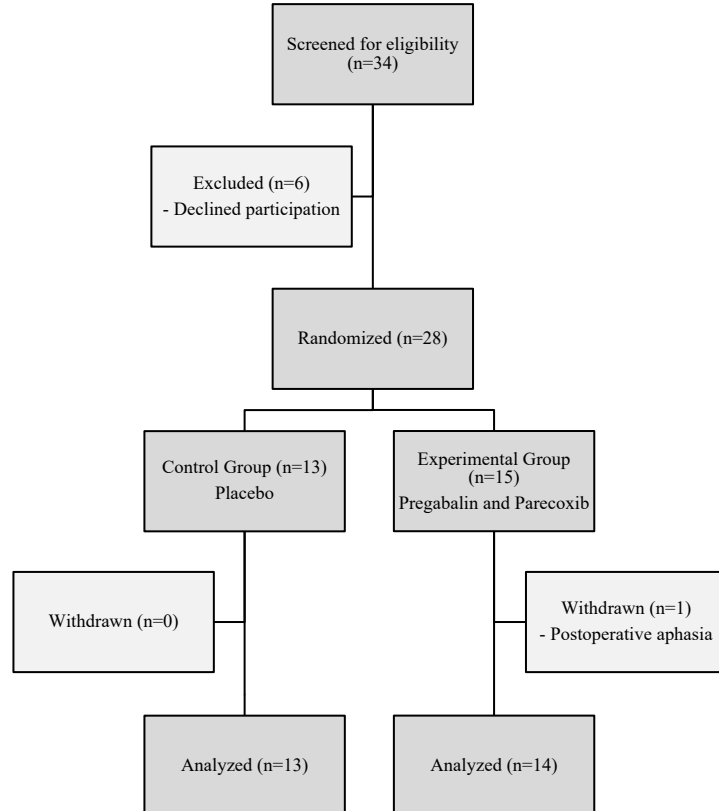 Screened for eligibility
(n=34)
Excluded (n=6)
- Declined participation
Randomized (n=28)
Control Group (n=13)
Placebo
Experimental Group
(n=15)
Pregabalin and Parecoxib
Withdrawn (n=0)
Withdrawn (n=1)
- Postoperative aphasia
Analyzed (n=13)
Analyzed (n=14)